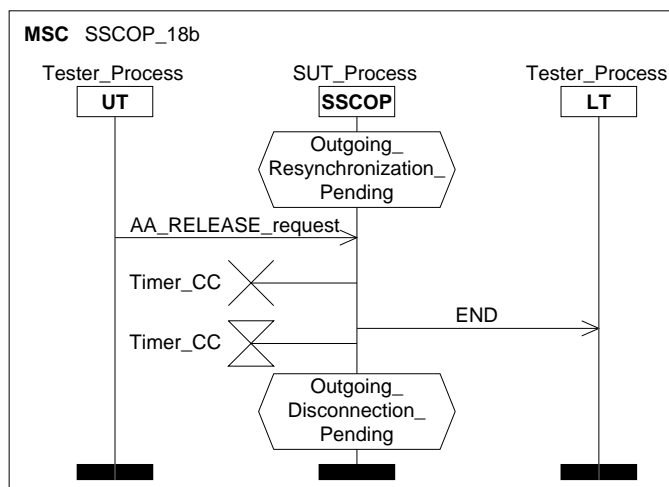 MSC SSCOP_18b
Tester_Process SUT_Process Tester_Process
UT SSCOP LT
Outgoing_
Resynchronization_
Pending
AA_RELEASE_request
Timer_CC
END
Timer_CC
Outgoing_
Disconnection_
Pending